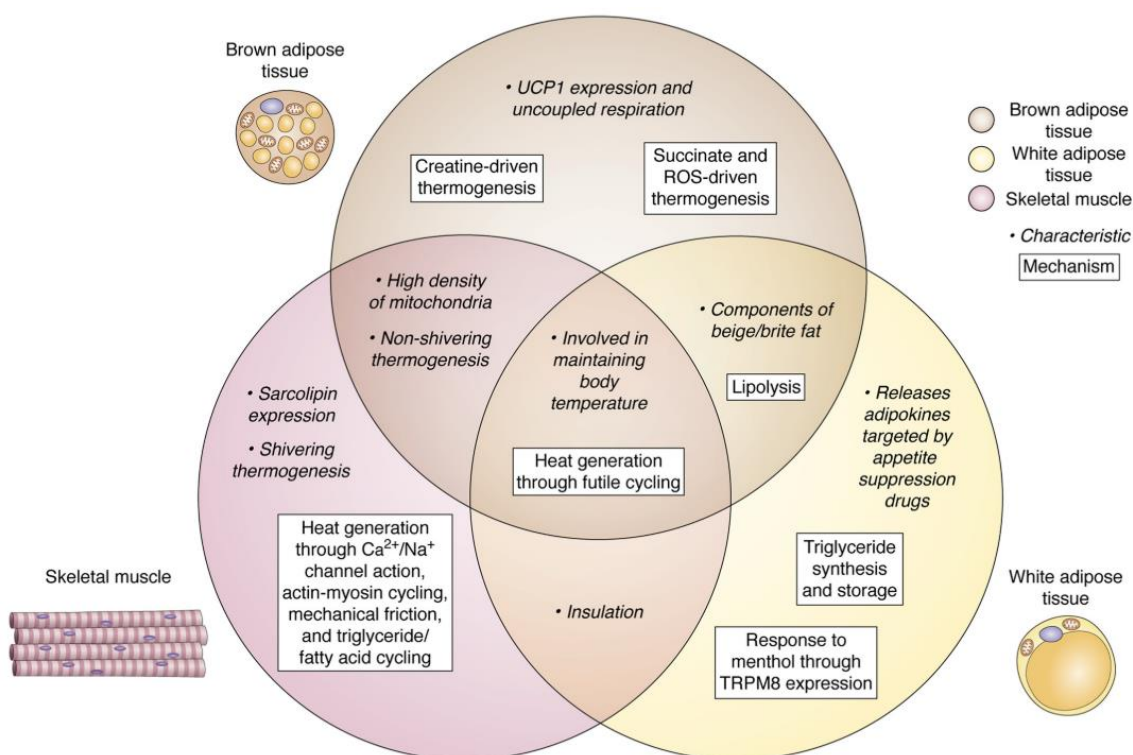 Brown adipose
tissue
• UCP1 expression and
uncoupled respiration
Creatine-driven
thermogenesis
Succinate and
ROS-driven
thermogenesis
Brown adipose
tissue
White adipose
tissue
Skeletal muscle
• Characteristic
Mechanism
• High density
of mitochondria
• Non-shivering
thermogenesis
• Involved in
maintaining
body
temperature
• Components of
beige/brite fat
Lipolysis
• Sarcolipin
expression
• Shivering
thermogenesis
• Releases
adipokines
targeted by
appetite
suppression
drugs
Heat generation
through futile cycling
Heat generation
through Ca²⁺/Na⁺
channel action,
actin-myosin cycling,
mechanical friction,
and triglyceride/
fatty acid cycling
Triglyceride
synthesis
and storage
• Insulation
Response to
menthol through
TRPM8 expression
Skeletal muscle
White adipose
tissue